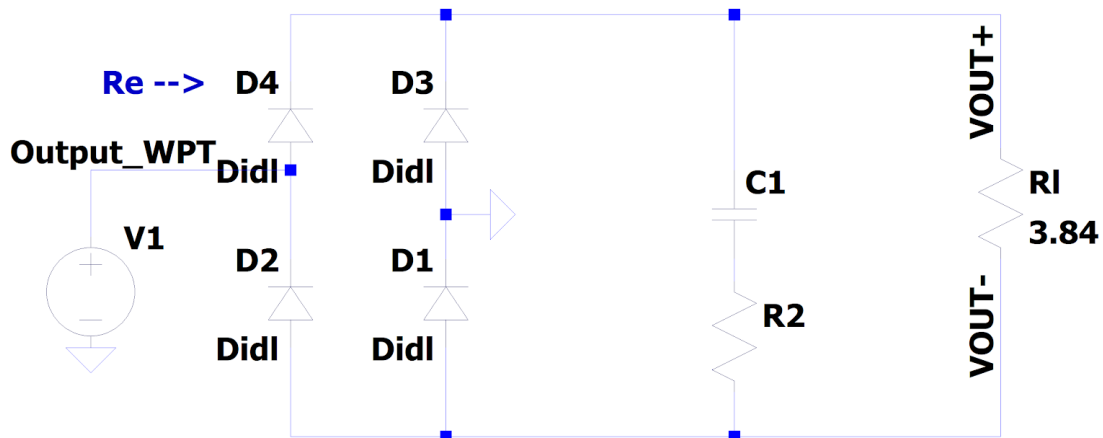 Re -->
D4
D3
VOUT+
Output_WPT
Didl
Didl
C1
Rl
3.84
V1
D2
D1
R2
VOUT-
Didl
Didl